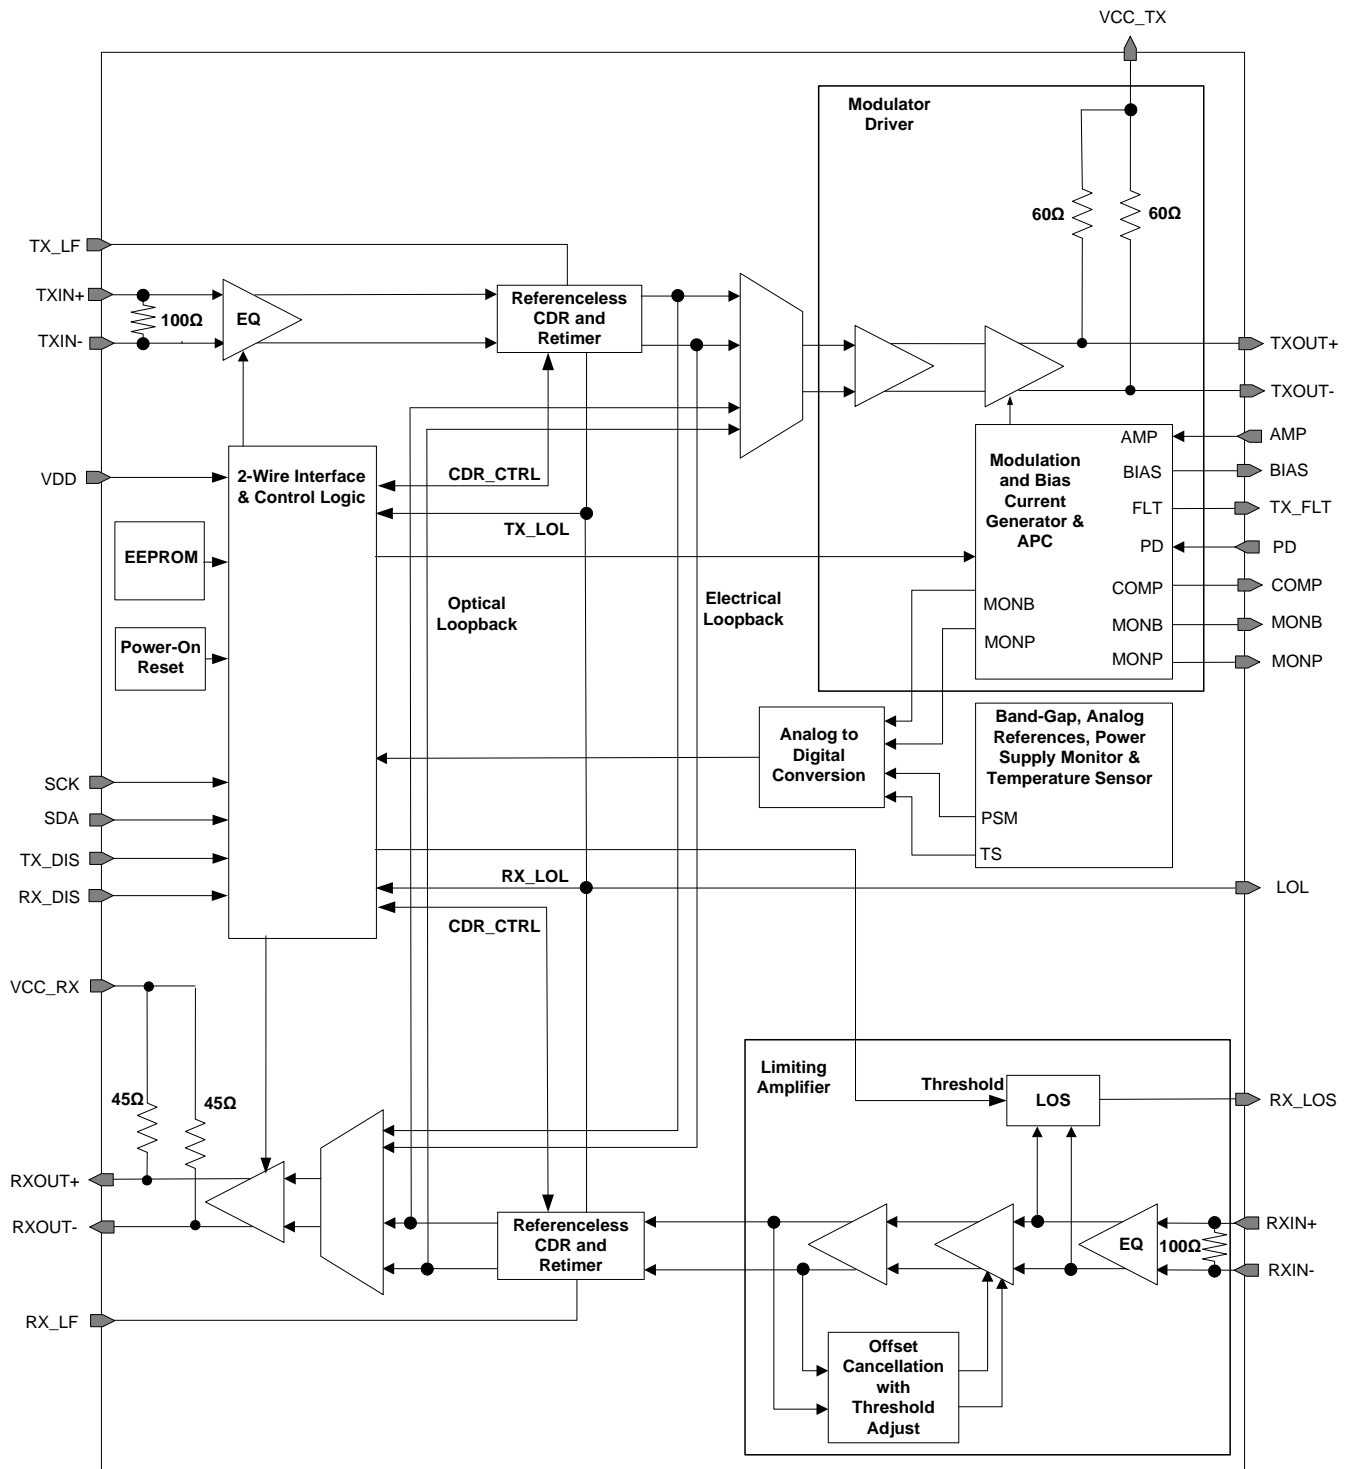 VCC_TX
Modulator
Driver
60Ω
60Ω
TX_LF
TXIN+
TXIN-
100Ω
EQ
Referenceless
CDR and
Retimer
TXOUT+
TXOUT-
VDD
2-Wire Interface
& Control Logic
CDR_CTRL
TX_LOL
EEPROM
Power-On
Reset
Optical
Loopback
Electrical
Loopback
Modulation
and Bias
Current
Generator &
APC
AMP
BIAS
FLT
PD
COMP
MONB
MONP
MONB
MONP
AMP
BIAS
TX_FLT
PD
COMP
MONB
MONP
Analog to
Digital
Conversion
Band-Gap, Analog
References, Power
Supply Monitor &
Temperature Sensor
PSM
TS
SCK
SDA
TX_DIS
RX_DIS
RX_LOL
CDR_CTRL
LOL
VCC_RX
45Ω
45Ω
RXOUT+
RXOUT-
RX_LF
Referenceless
CDR and
Retimer
Limiting
Amplifier
Threshold
LOS
RX_LOS
EQ
100Ω
RXIN+
RXIN-
Offset
Cancellation
with
Threshold
Adjust